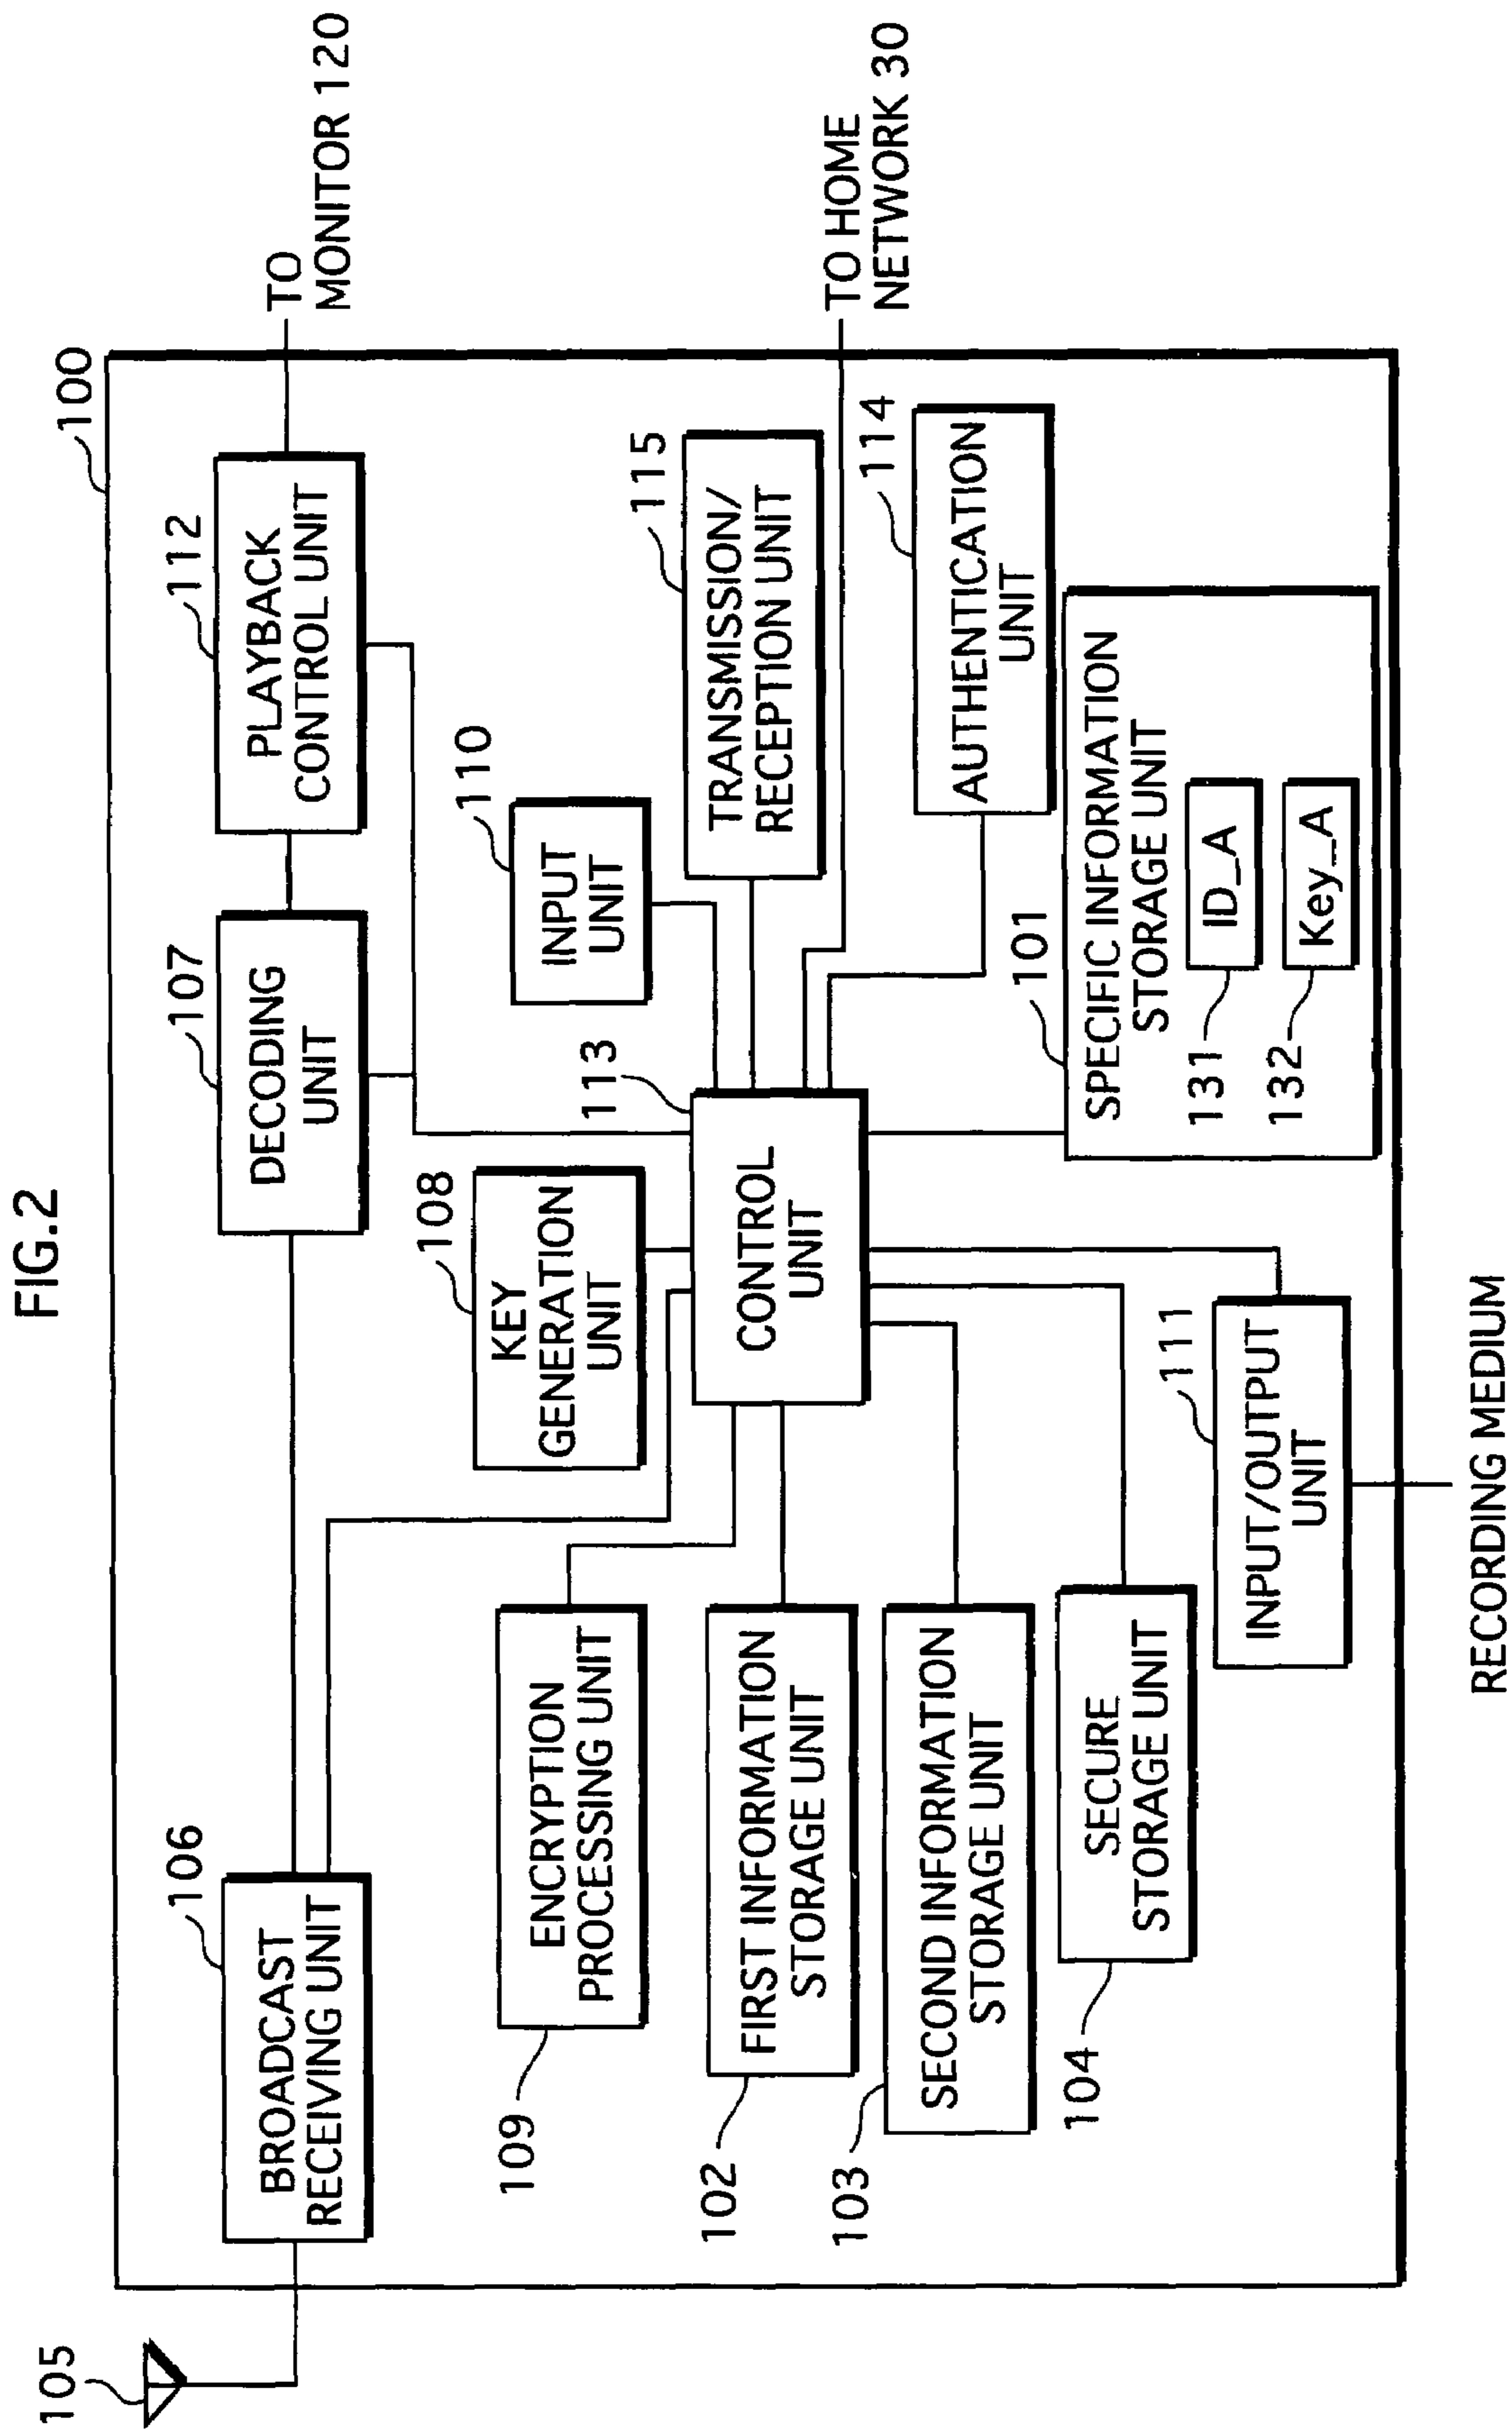 FIG.2
100
105
106
BROADCAST
RECEIVING UNIT
107
DECODING
UNIT
112
PLAYBACK
CONTROL UNIT
TO
MONITOR 120
109
ENCRYPTION
PROCESSING UNIT
108
KEY
GENERATION
UNIT
110
INPUT
UNIT
115
TRANSMISSION/
RECEPTION UNIT
102
FIRST INFORMATION
STORAGE UNIT
113
CONTROL
UNIT
TO HOME
NETWORK 30
103
SECOND INFORMATION
STORAGE UNIT
114
AUTHENTICATION
UNIT
104
SECURE
STORAGE UNIT
101
SPECIFIC INFORMATION
STORAGE UNIT
131
ID_A
132
Key_A
111
INPUT/OUTPUT
UNIT
RECORDING MEDIUM